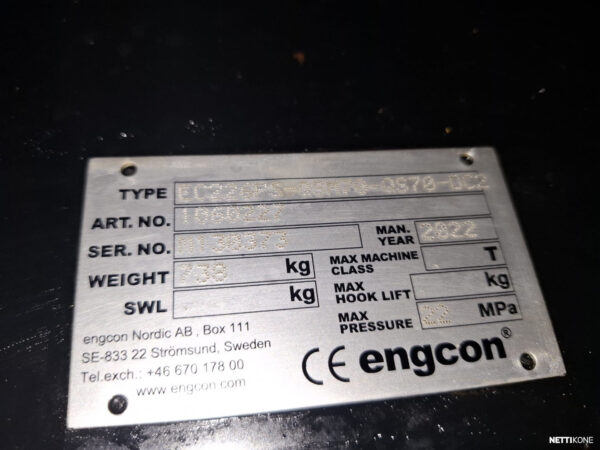 TYPE
ART. NO.
SER. NO. MAN. YEAR 2022
WEIGHT 738 kg MAX MACHINE CLASS T
SWL kg MAX HOOK LIFT kg
MAX PRESSURE 22 MPa
engcon Nordic AB , Box 111
SE-833 22 Strömsund, Sweden
Tel.exch.: +46 670 178 00
www.engcon.com
CE engcon®
NETTIKONE